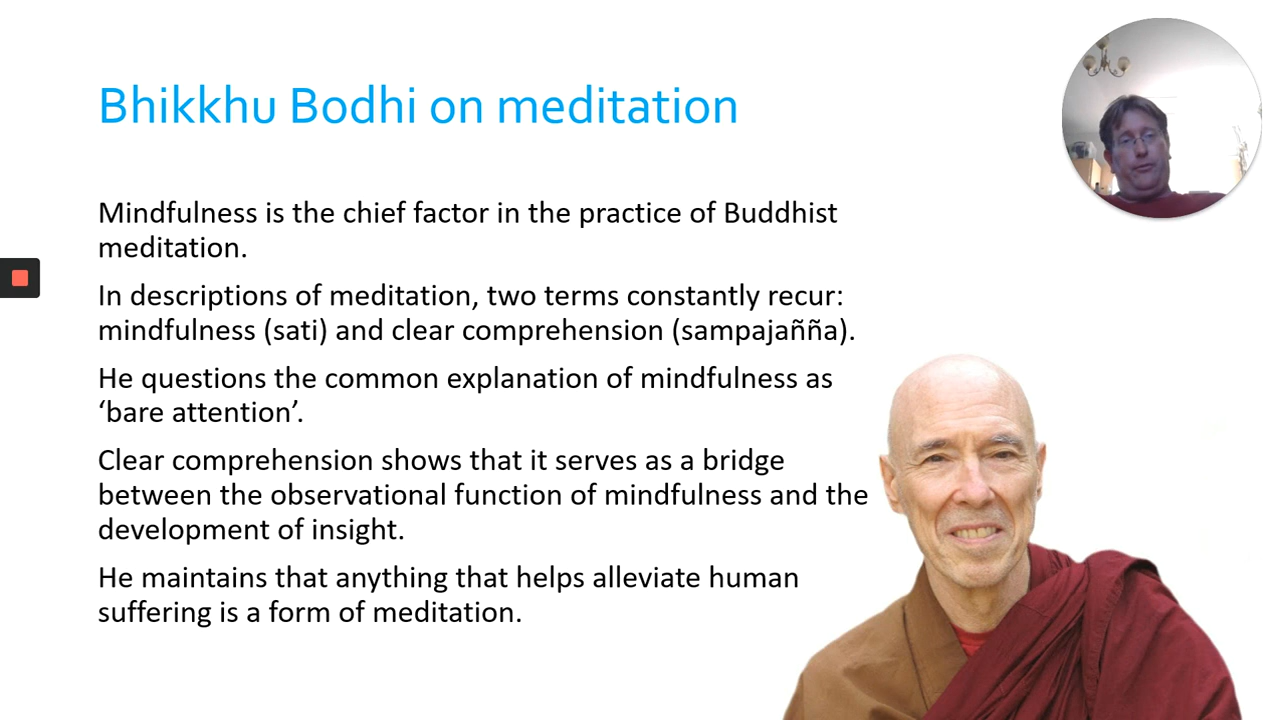 Bhikkhu Bodhi on meditation
Mindfulness is the chief factor in the practice of Buddhist
meditation.
In descriptions of meditation, two terms constantly recur:
mindfulness (sati) and clear comprehension (sampajañña).
He questions the common explanation of mindfulness as
‘bare attention’.
Clear comprehension shows that it serves as a bridge
between the observational function of mindfulness and the
development of insight.
He maintains that anything that helps alleviate human
suffering is a form of meditation.